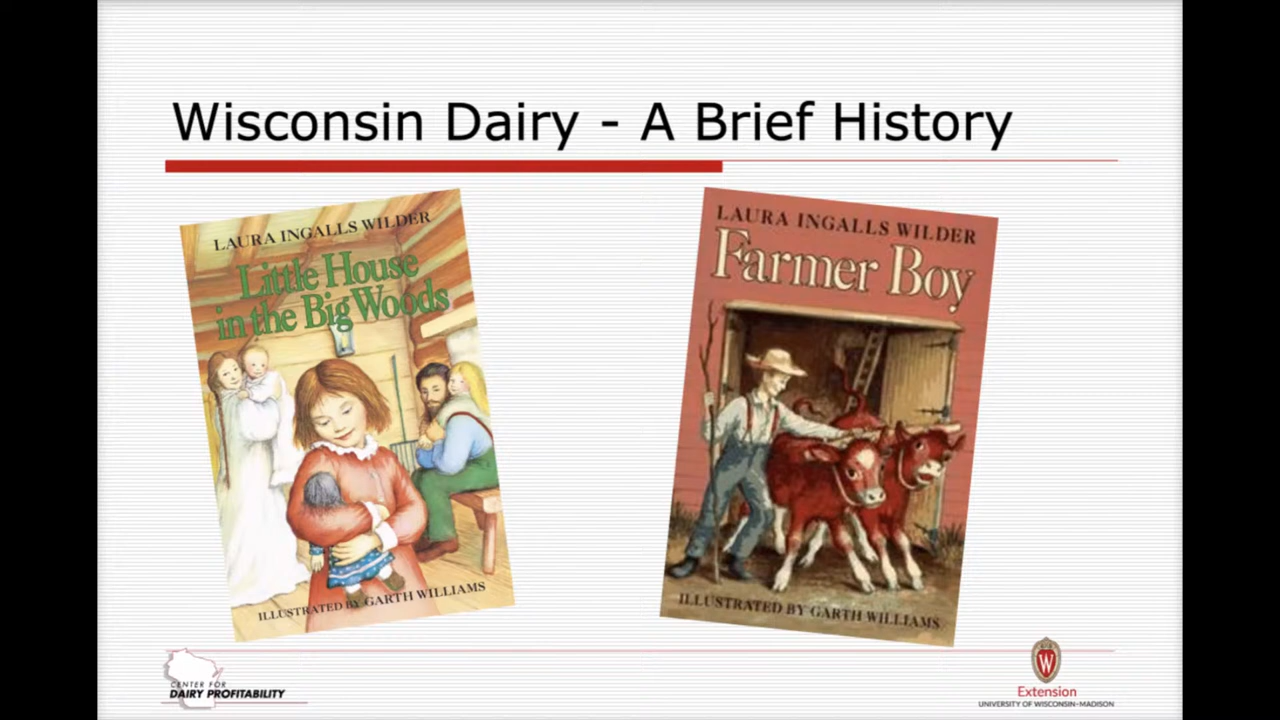 Wisconsin Dairy - A Brief History
LAURA INGALLS WILDER
Little House
in the Big Woods
ILLUSTRATED BY GARTH WILLIAMS
LAURA INGALLS WILDER
Farmer Boy
ILLUSTRATED BY GARTH WILLIAMS
CENTER FOR
DAIRY PROFITABILITY
W
Extension
UNIVERSITY OF WISCONSIN-MADISON